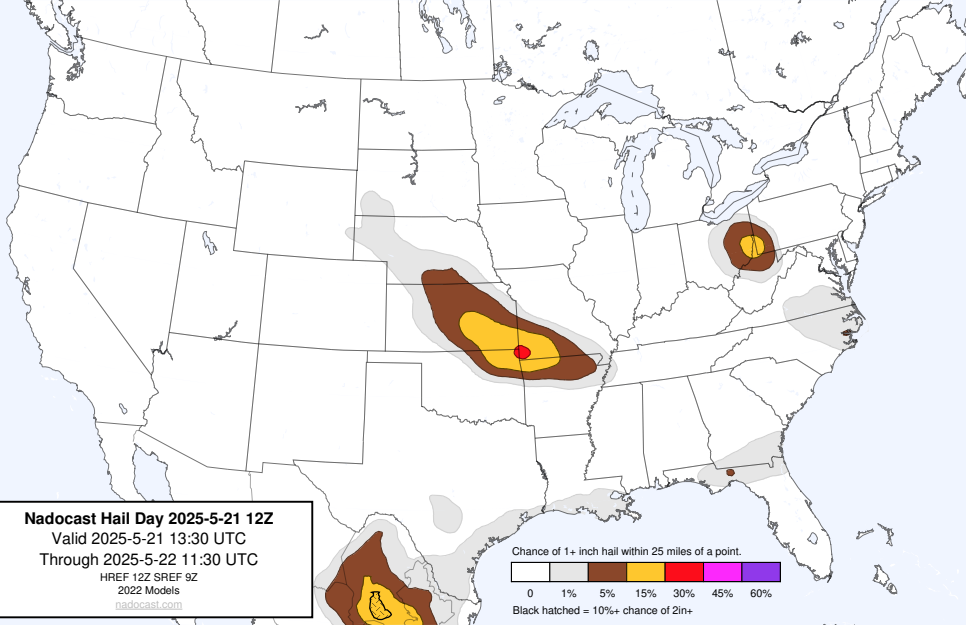 Nadocast Hail Day 2025-5-21 12Z
Valid 2025-5-21 13:30 UTC
Through 2025-5-22 11:30 UTC
HREF 12Z SREF 9Z
2022 Models
nadocast.com
Chance of 1+ inch hail within 25 miles of a point.
0 1% 5% 15% 30% 45% 60%
Black hatched = 10%+ chance of 2in+